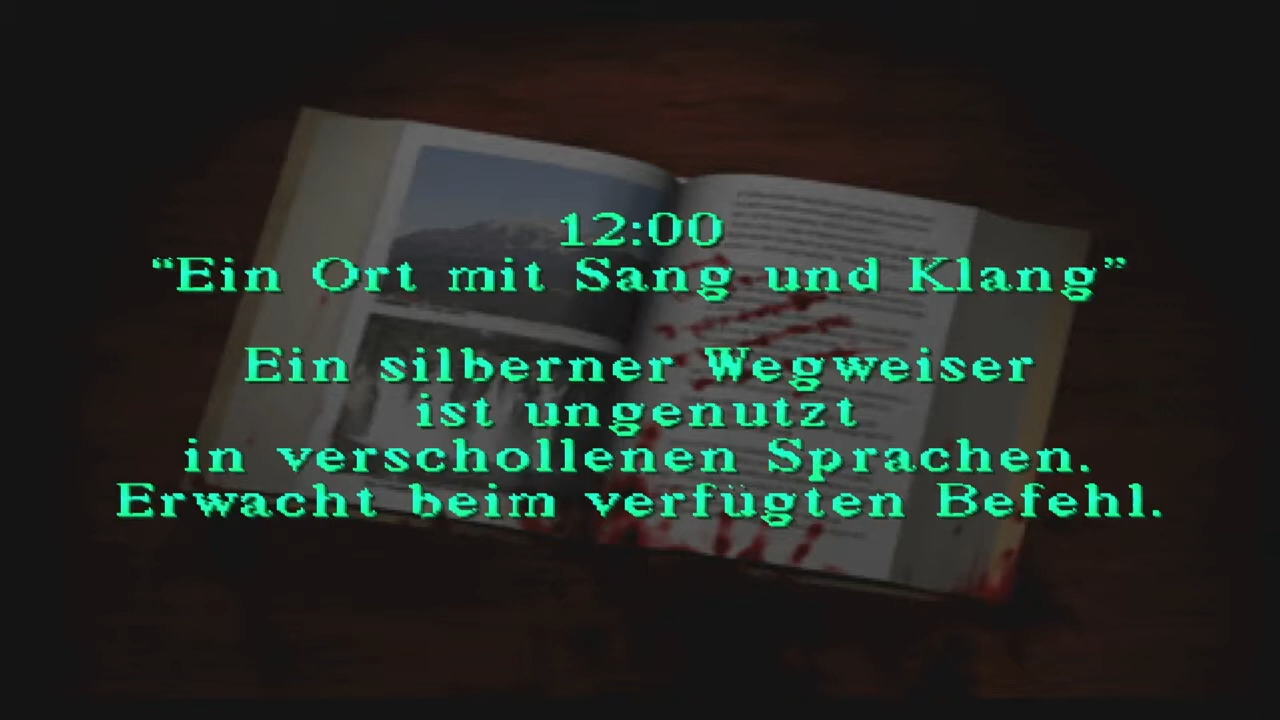 12:00
“Ein Ort mit Sang und Klang”
Ein silberner Wegweiser
ist ungenutzt
in verschollenen Sprachen.
Erwacht beim verfügten Befehl.